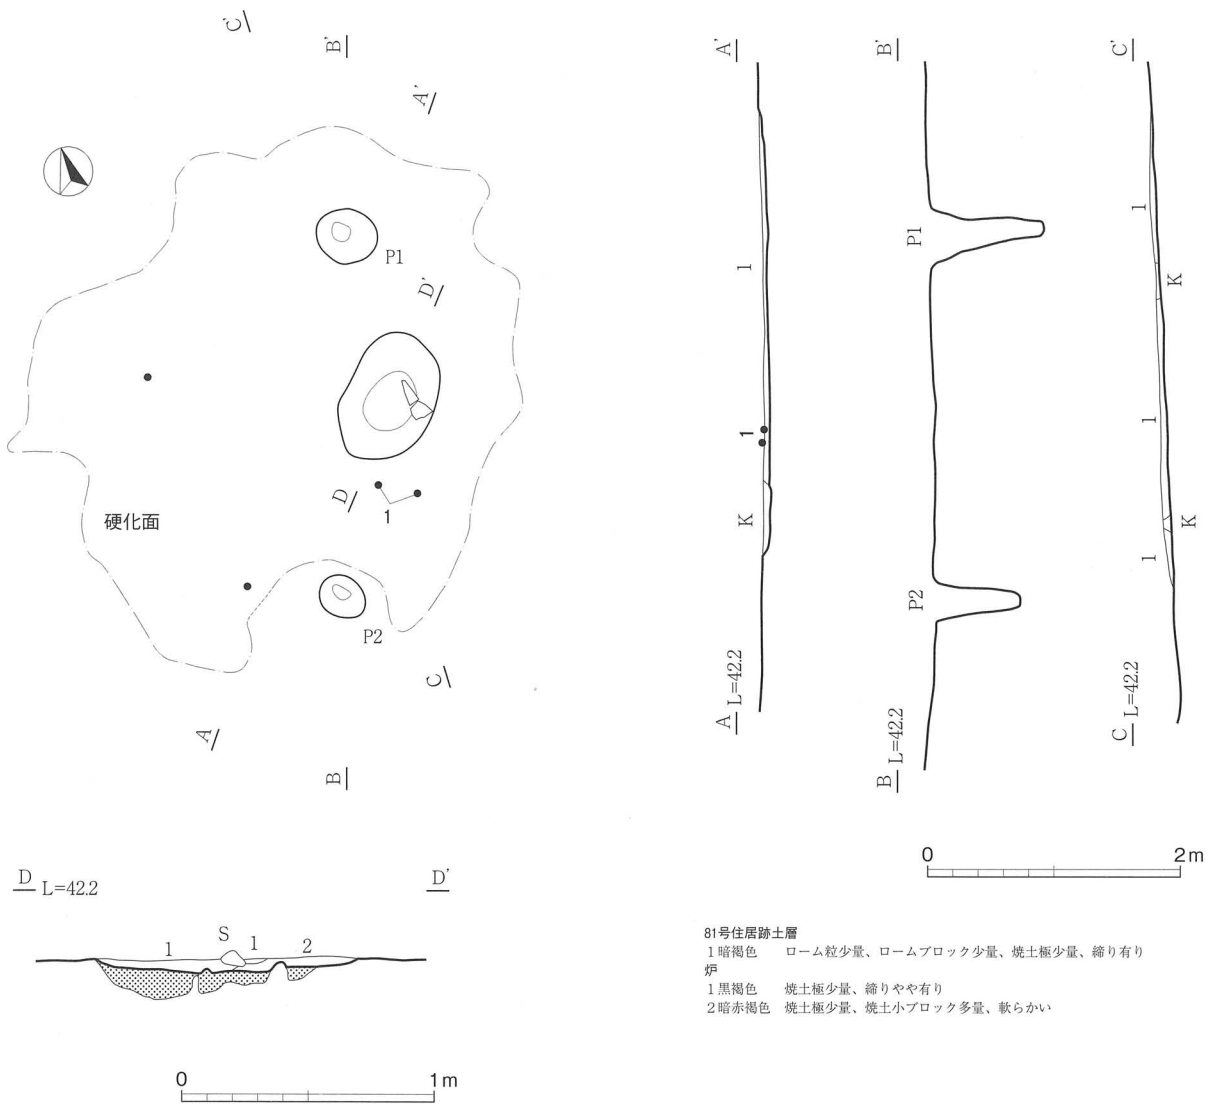 C'
B'
A'
P1
D'
D
1
硬化面
P2
C
A
B
A'
1
1
K
A L=42.2
B'
P1
P2
B L=42.2
C'
1
K
1
K
1
C L=42.2
D L=42.2 D'
1 S 1 2
0 1m
0 2m
81号住居跡土層
1暗褐色 ローム粒少量、ロームブロック少量、焼土極少量、締り有り
炉
1黒褐色 焼土極少量、締りやや有り
2暗赤褐色 焼土極少量、焼土小ブロック多量、軟らかい